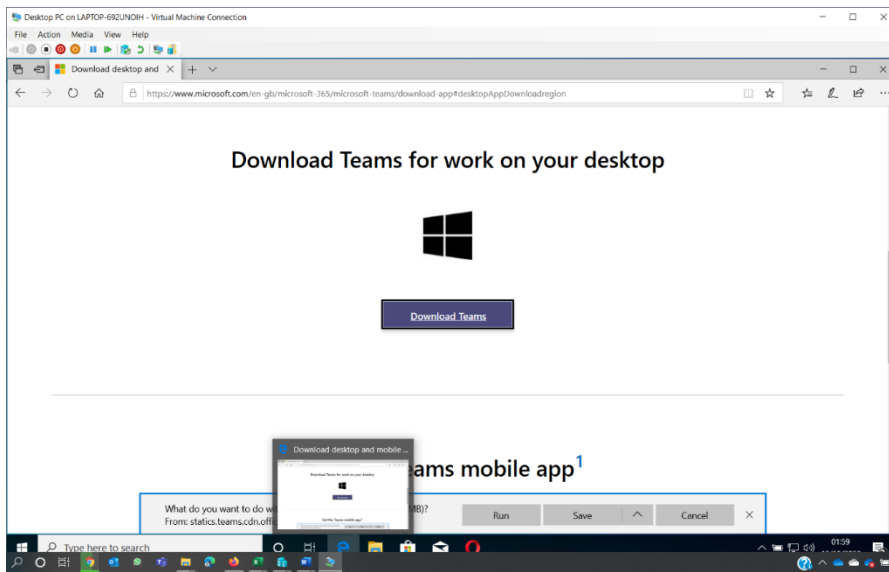 Desktop PC on LAPTOP-692UNOIH - Virtual Machine Connection
File Action Media View Help
Download desktop and
https://www.microsoft.com/en-gb/microsoft-365/microsoft-teams/download-app#desktopAppDownloadregion
Download Teams for work on your desktop
Download Teams
Download desktop and mobile ...
eams mobile app1
What do you want to do w MB)?
From: statics.teams.cdn.offic
Run Save Cancel
Type here to search
01:59